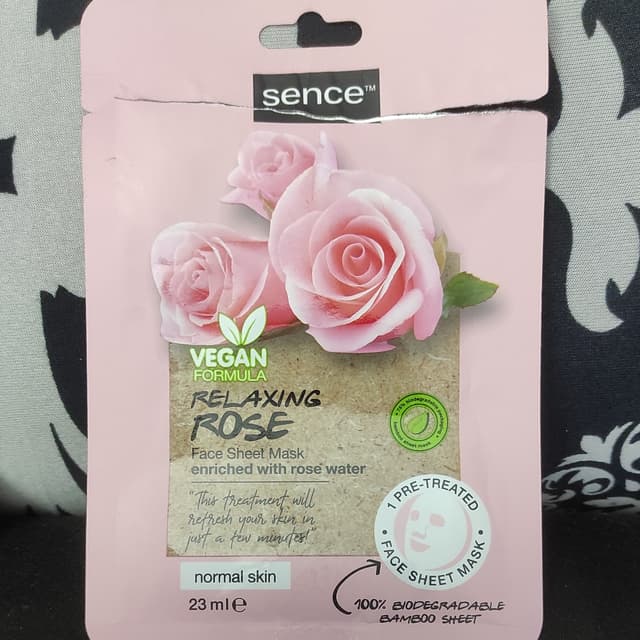 sence™
VEGAN
FORMULA
RELAXING
ROSE
Face Sheet Mask
enriched with rose water
"This treatment will
refresh your skin in
just a few minutes!"
normal skin
23 ml e
1 PRE-TREATED
• FACE SHEET MASK •
100% BIODEGRADABLE
BAMBOO SHEET